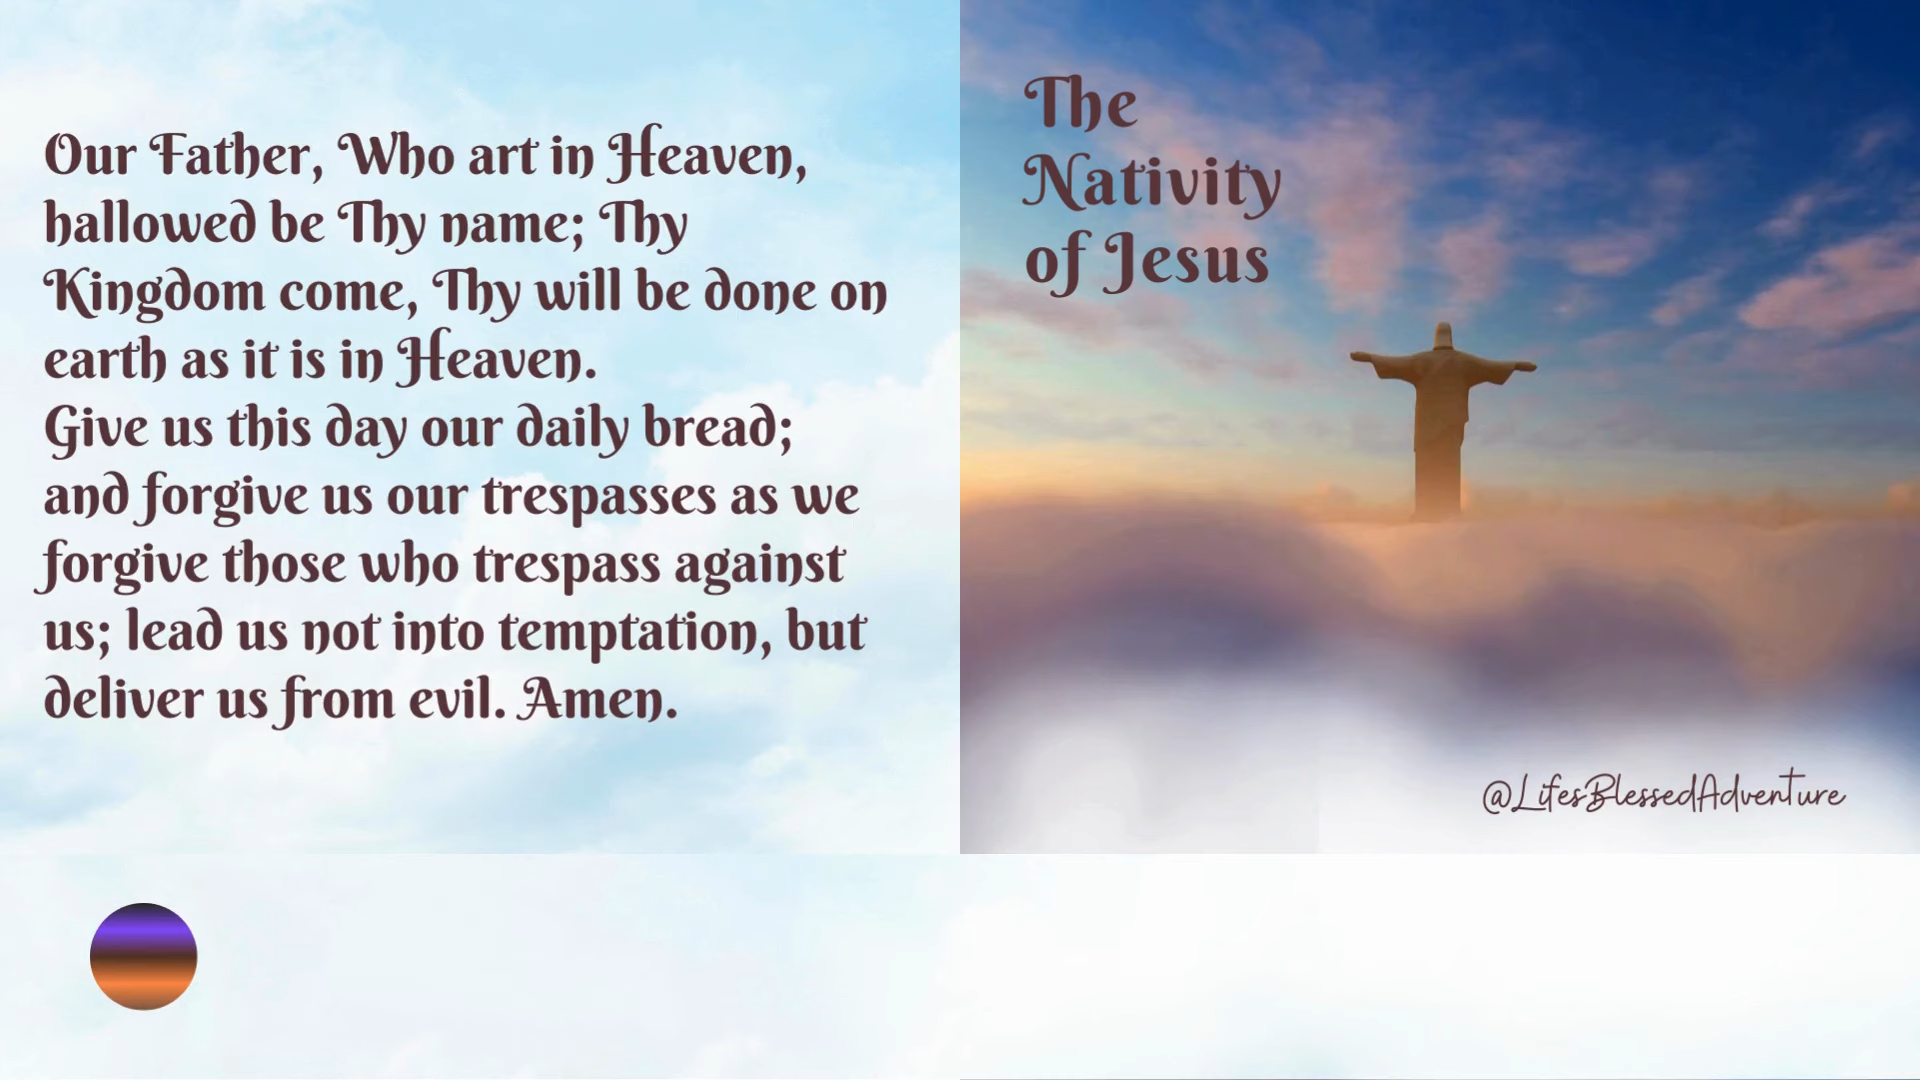 Our Father, Who art in Heaven,
hallowed be Thy name; Thy
Kingdom come, Thy will be done on
earth as it is in Heaven.
Give us this day our daily bread;
and forgive us our trespasses as we
forgive those who trespass against
us; lead us not into temptation, but
deliver us from evil. Amen.
The
Nativity
of Jesus
@LifesBlessedAdventure